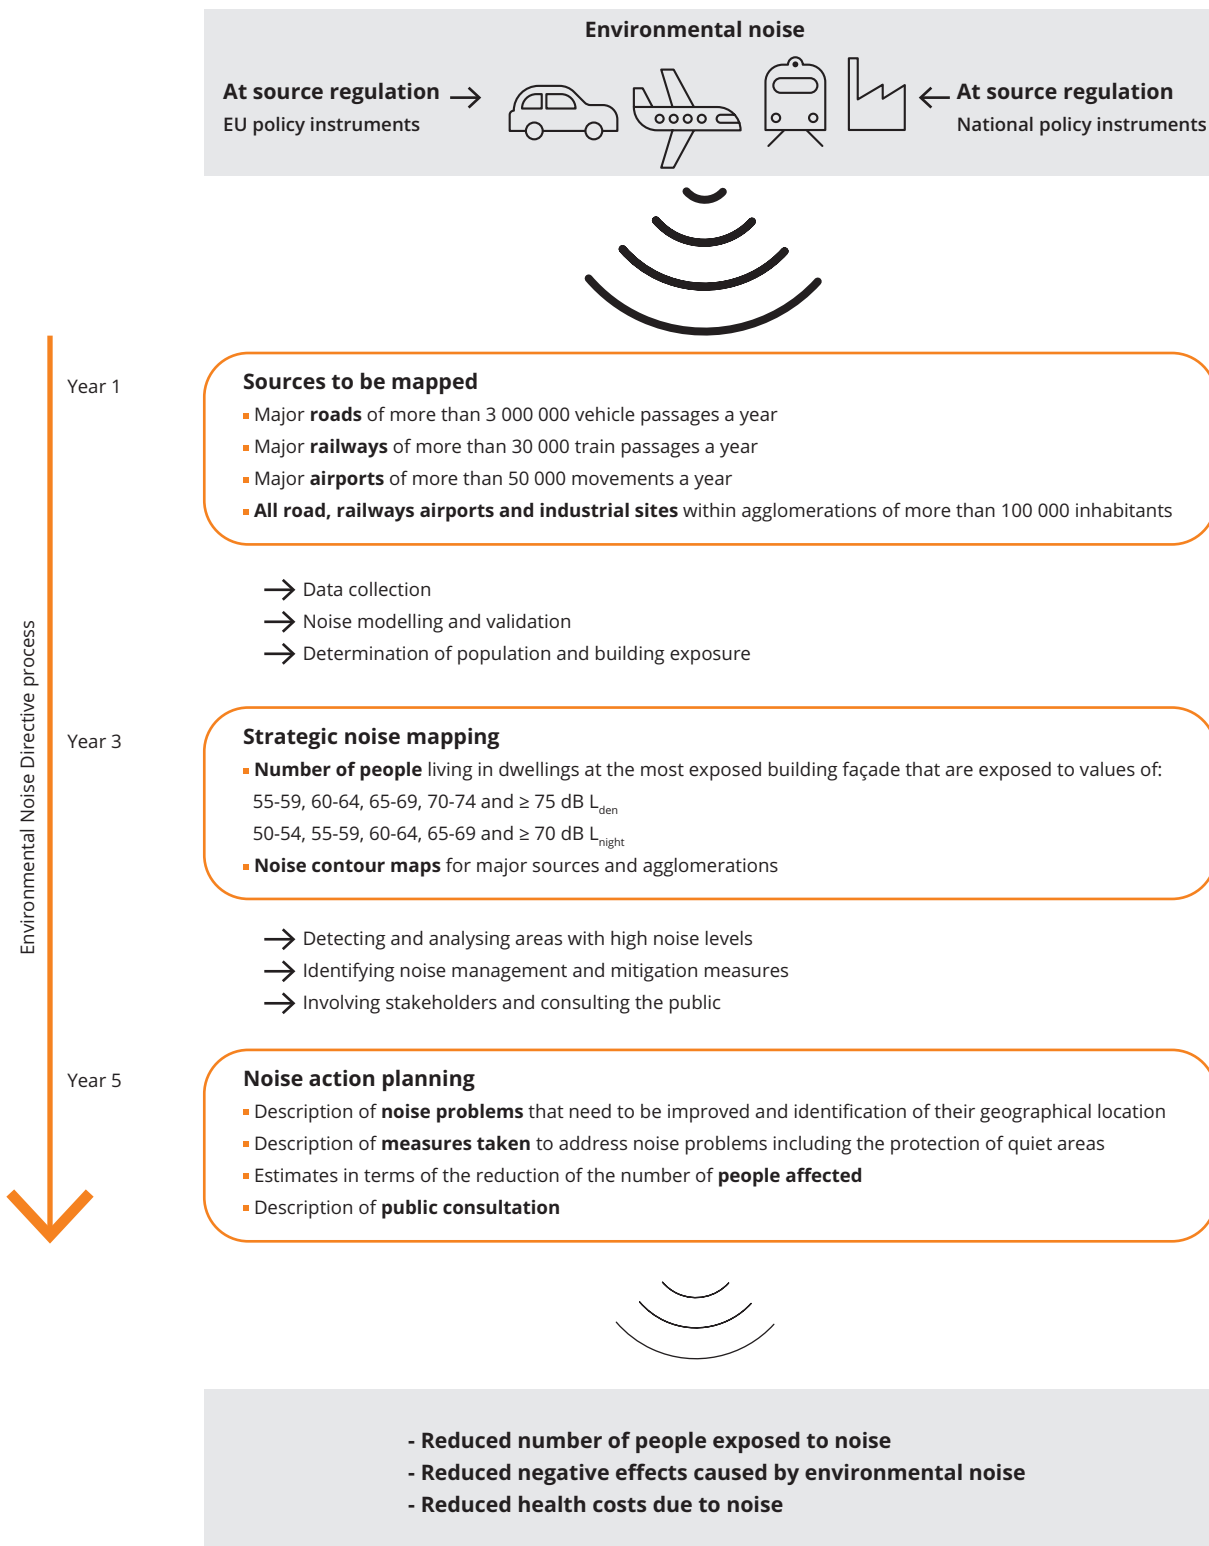 Environmental noise
At source regulation
EU policy instruments
At source regulation
National policy instruments
Environmental Noise Directive process
Year 1
Sources to be mapped
Major roads of more than 3 000 000 vehicle passages a year
Major railways of more than 30 000 train passages a year
Major airports of more than 50 000 movements a year
All road, railways airports and industrial sites within agglomerations of more than 100 000 inhabitants
Data collection
Noise modelling and validation
Determination of population and building exposure
Year 3
Strategic noise mapping
Number of people living in dwellings at the most exposed building façade that are exposed to values of:
55-59, 60-64, 65-69, 70-74 and ≥ 75 dB Lden
50-54, 55-59, 60-64, 65-69 and ≥ 70 dB Lnight
Noise contour maps for major sources and agglomerations
Detecting and analysing areas with high noise levels
Identifying noise management and mitigation measures
Involving stakeholders and consulting the public
Year 5
Noise action planning
Description of noise problems that need to be improved and identification of their geographical location
Description of measures taken to address noise problems including the protection of quiet areas
Estimates in terms of the reduction of the number of people affected
Description of public consultation
- Reduced number of people exposed to noise
- Reduced negative effects caused by environmental noise
- Reduced health costs due to noise